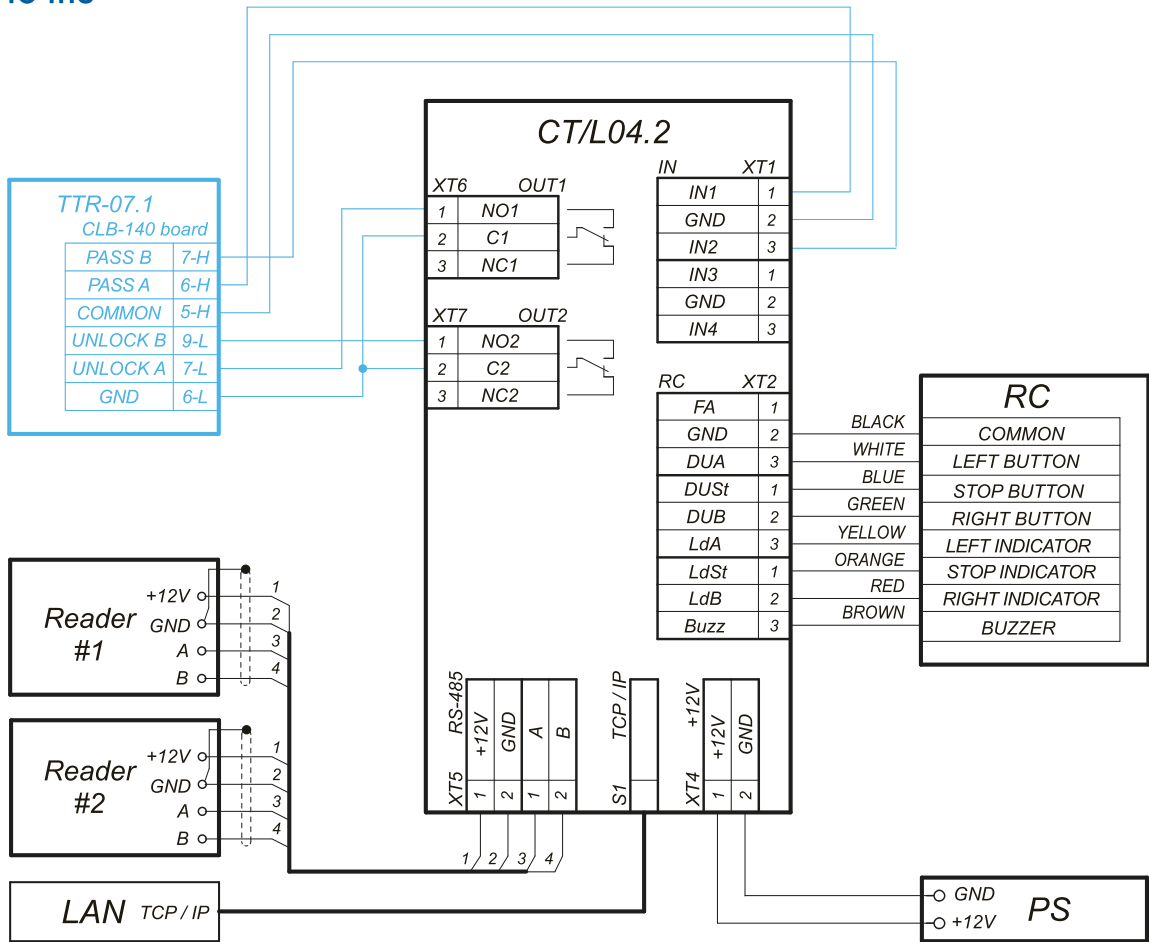 CT/L04.2
TTR-07.1
CLB-140 board
PASS B 7-H
PASS A 6-H
COMMON 5-H
UNLOCK B 9-L
UNLOCK A 7-L
GND 6-L
XT6 OUT1
1 NO1
2 C1
3 NC1
XT7 OUT2
1 NO2
2 C2
3 NC2
IN XT1
IN1 1
GND 2
IN2 3
IN3 1
GND 2
IN4 3
RC XT2
FA 1
GND 2
DUA 3
DUSt 1
DUB 2
LdA 3
LdSt 1
LdB 2
Buzz 3
BLACK
WHITE
BLUE
GREEN
YELLOW
ORANGE
RED
BROWN
RC
COMMON
LEFT BUTTON
STOP BUTTON
RIGHT BUTTON
LEFT INDICATOR
STOP INDICATOR
RIGHT INDICATOR
BUZZER
Reader
#1
+12V 1
GND 2
A 3
B 4
Reader
#2
+12V 1
GND 2
A 3
B 4
XT5 RS-485
1 +12V
2 GND
1 A
2 B
1 2 3 4
S1 TCP / IP
XT4 +12V
1 +12V
2 GND
LAN TCP / IP
GND
+12V
PS